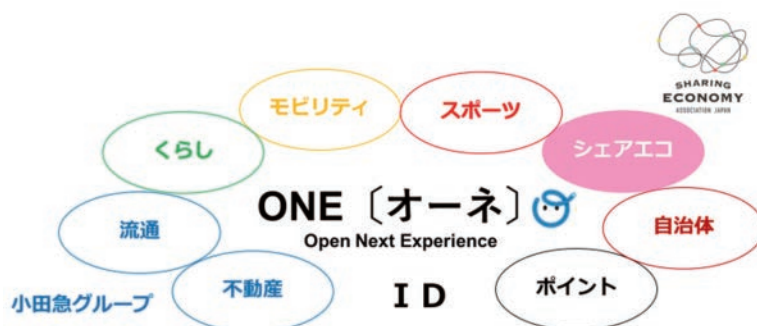 SHARING
ECONOMY
ASSOCIATION JAPAN
モビリティ
スポーツ
くらし
シェアエコ
ONE〔オーネ〕
Open Next Experience
流通
自治体
不動産
ID
ポイント
小田急グループ